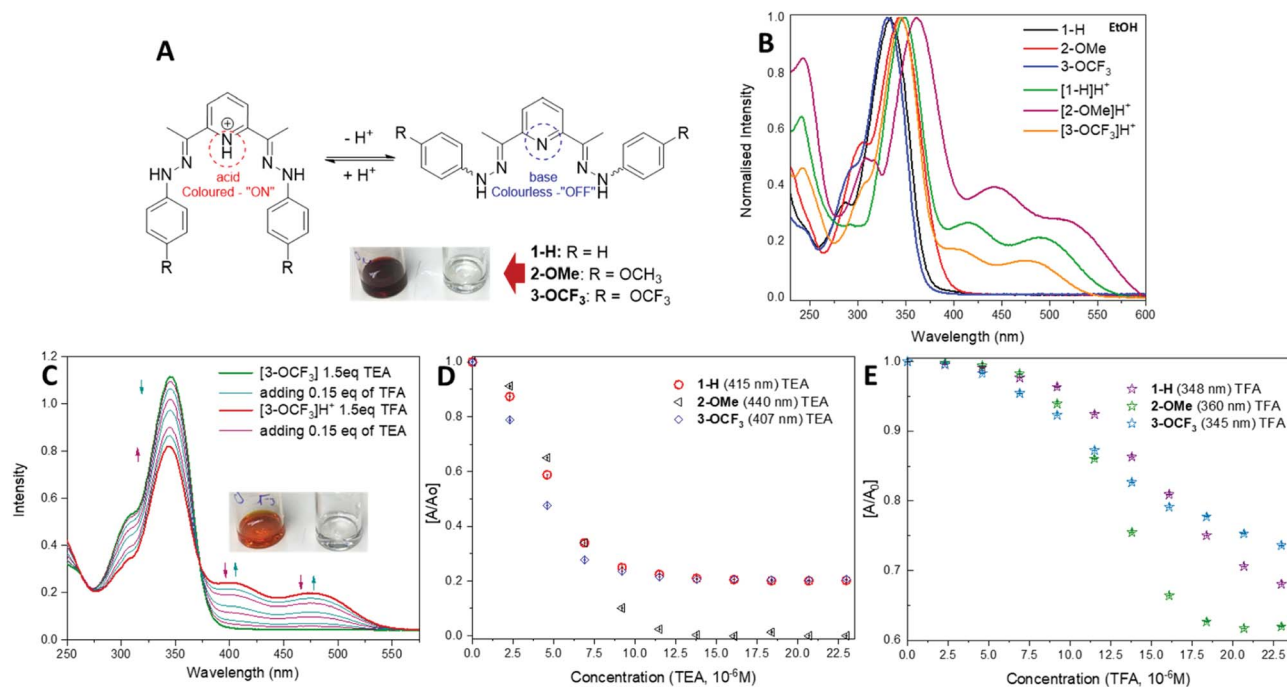 A
R
R
N
H
⊕
- H⁺
+ H⁺
N
N
N
HN
NH
acid
Coloured - "ON"
R
R
N
N
N
N
H
N
H
base
Colourless -"OFF"
1-H: R = H
2-OMe: R = OCH₃
3-OCF₃: R = OCF₃
B
EtOH
1-H
2-OMe
3-OCF₃
[1-H]H⁺
[2-OMe]H⁺
[3-OCF₃]H⁺
Normalised Intensity
1.0
0.8
0.6
0.4
0.2
0.0
250 300 350 400 450 500 550 600
Wavelength (nm)
C
[3-OCF₃] 1.5eq TEA
adding 0.15 eq of TFA
[3-OCF₃]H⁺ 1.5eq TFA
adding 0.15 eq of TEA
Intensity
1.2
1.0
0.8
0.6
0.4
0.2
0.0
250 300 350 400 450 500 550 575
Wavelength (nm)
D
1-H (415 nm) TEA
2-OMe (440 nm) TEA
3-OCF₃ (407 nm) TEA
[A/Ao]
1.0
0.8
0.6
0.4
0.2
0.0
0.0 2.5 5.0 7.5 10.0 12.5 15.0 17.5 20.0 22.5
Concentration (TEA, 10⁻⁶M)
E
1-H (348 nm) TFA
2-OMe (360 nm) TFA
3-OCF₃ (345 nm) TFA
[A/A₀]
1.0
0.9
0.8
0.7
0.6
0.0 2.5 5.0 7.5 10.0 12.5 15.0 17.5 20.0 22.5
Concentration (TFA, 10⁻⁶M)